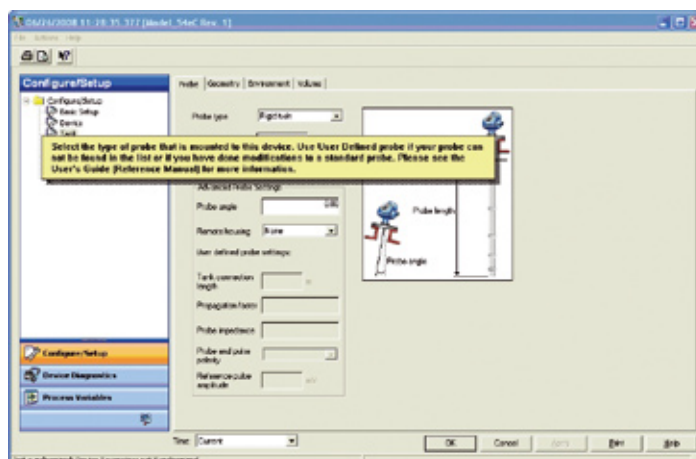 06/26/2008 11:28:35.377 [Model
File Actions Help
Configure/Setup
Configure/Setup
Basic Setup
Device
Tank
Probe Geometry Environment Volume
Probe type Rigid twin
Select the type of probe that is mounted to this device. Use User Defined probe if your probe can
not be found in the list or if you have done modifications to a standard probe. Please see the
User's Guide (Reference Manual) for more information.
Advanced Probe Settings
Probe angle
Remote housing None
User defined probe settings:
Tank connection
length
Propagation factor
Probe impedance
Probe end pulse
polarity
Reference pulse
amplitude mV
Probe length
Probe angle
Configure/Setup
Device Diagnostics
Process Variables
Time: Current
OK Cancel Apply Print Help